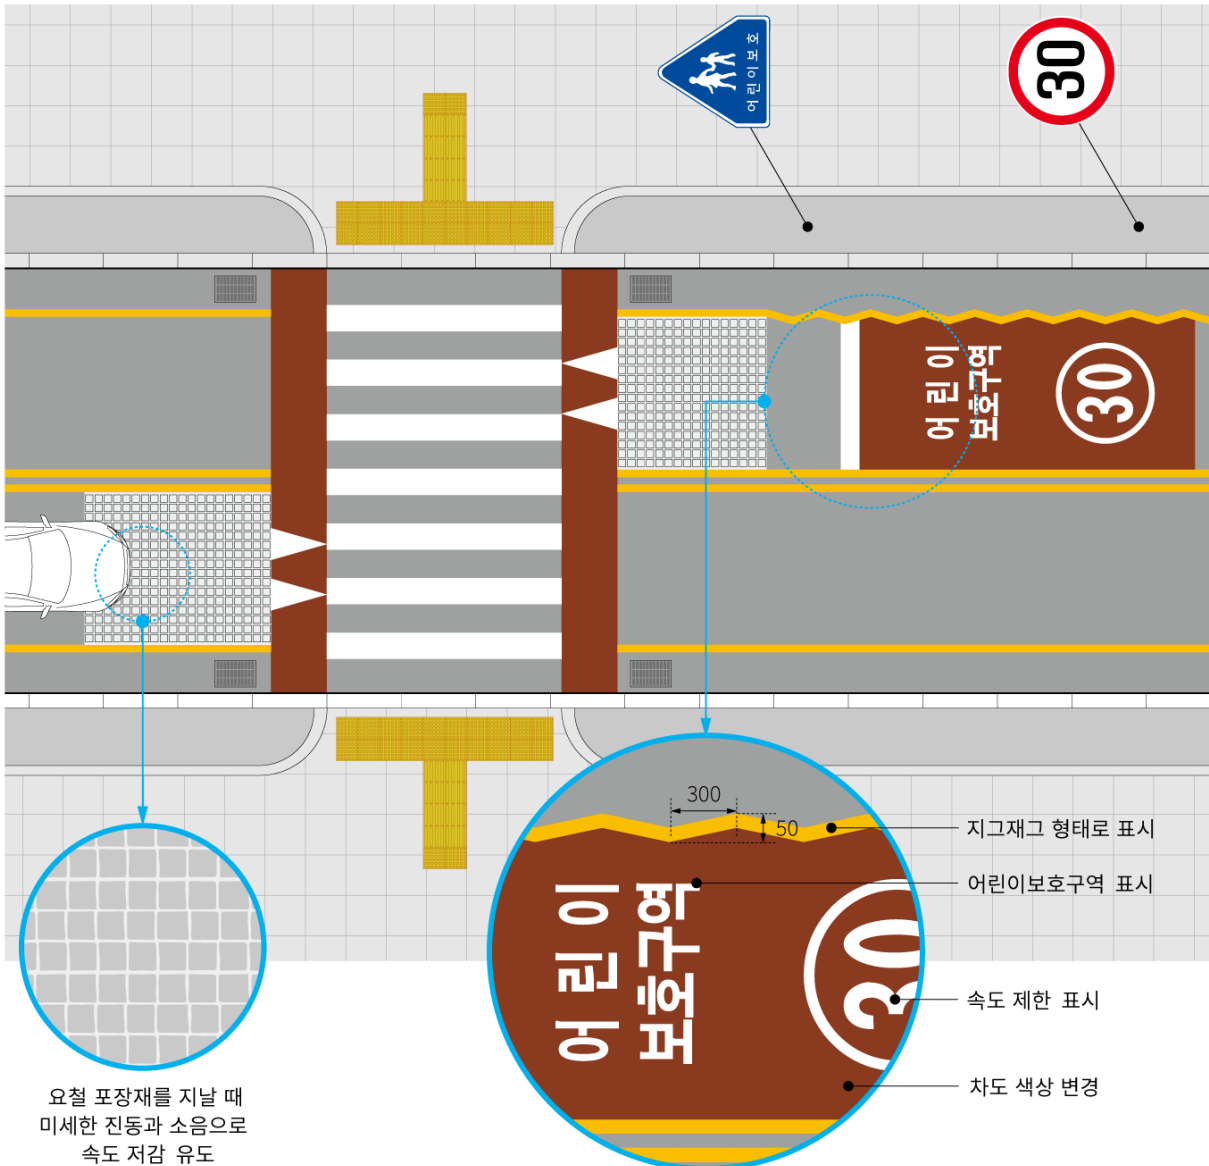 어린이보호
30
어린이
보호구역
30
300
50
지그재그 형태로 표시
어린이보호구역 표시
어린이
보호구역
30
속도 제한 표시
차도 색상 변경
요철 포장재를 지날 때
미세한 진동과 소음으로
속도 저감 유도